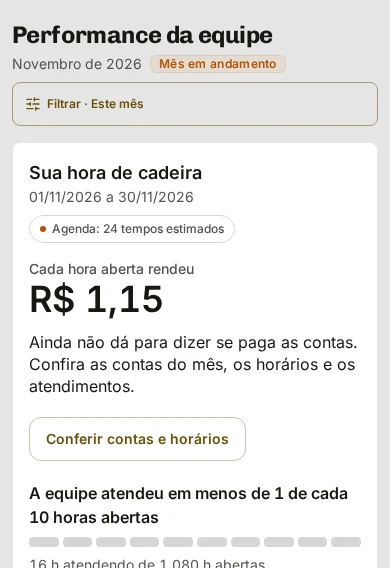 Performance da equipe
Novembro de 2026 Mês em andamento
Filtrar · Este mês
Sua hora de cadeira
01/11/2026 a 30/11/2026
Agenda: 24 tempos estimados
Cada hora aberta rendeu
R$ 1,15
Ainda não dá para dizer se paga as contas.
Confira as contas do mês, os horários e os
atendimentos.
Conferir contas e horários
A equipe atendeu em menos de 1 de cada
10 horas abertas
16 h atendendo de 1.080 h abertas